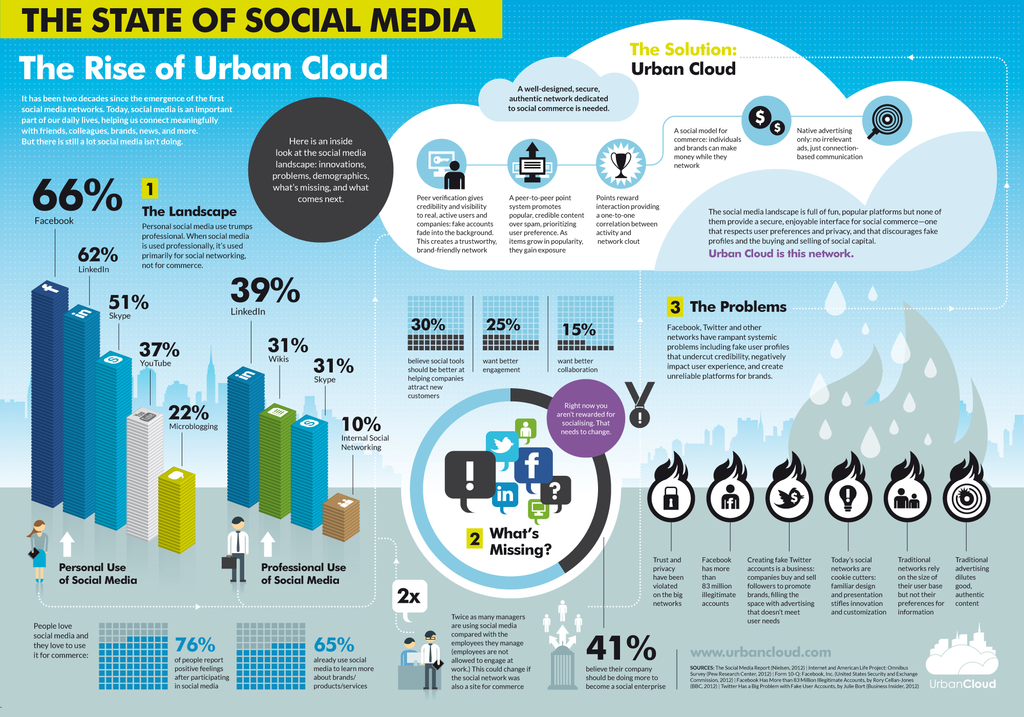 THE STATE OF SOCIAL MEDIA
The Rise of Urban Cloud
It has been two decades since the emergence of the first
social media networks. Today, social media is an important
part of our daily lives, helping us connect meaningfully
with friends, colleagues, brands, news, and more.
But there is still a lot social media isn't doing.
Here is an inside
look at the social media
landscape: innovations,
problems, demographics,
what's missing, and what
comes next.
The Solution:
Urban Cloud
A well-designed, secure,
authentic network dedicated
to social commerce is needed.
Peer verification gives
credibility and visibility
to real, active users and
companies: fake accounts
fade into the background.
This creates a trustworthy,
brand-friendly network
A peer-to-peer point
system promotes
popular, credible content
over spam, prioritizing
user preference. As
items grow in popularity,
they gain exposure
Points reward
interaction providing
a one-to-one
correlation between
activity and
network clout
A social model for
commerce: individuals
and brands can make
money while they
network
$
$
Native advertising
only: no irrelevant
ads, just connection-
based communication
The social media landscape is full of fun, popular platforms but none of
them provide a secure, enjoyable interface for social commerce—one
that respects user preferences and privacy, and that discourages fake
profiles and the buying and selling of social capital.
Urban Cloud is this network.
1
The Landscape
Personal social media use trumps
professional. When social media
is used professionally, it's used
primarily for social networking,
not for commerce.
66%
Facebook
62%
LinkedIn
51%
Skype
37%
YouTube
22%
Microblogging
f
in
S
Personal Use
of Social Media
39%
LinkedIn
31%
Wikis
31%
Skype
10%
Internal Social
Networking
in
S
f
Professional Use
of Social Media
People love
social media and
they love to use
it for commerce:
76%
of people report
positive feelings
after participating
in social media
65%
already use social
media to learn more
about brands/
products/services
30%
believe social tools
should be better at
helping companies
attract new
customers
25%
want better
engagement
15%
want better
collaboration
Right now you
aren't rewarded for
socialising. That
needs to change.
!
!
f
in
?
2
What's
Missing?
2x
Twice as many managers
are using social media
compared with the
employees they manage
(employees are not
allowed to engage at
work.) This could change if
the social network was
also a site for commerce
41%
believe their company
should be doing more to
become a social enterprise
3
The Problems
Facebook, Twitter and other
networks have rampant systemic
problems including fake user profiles
that undercut credibility, negatively
impact user experience, and create
unreliable platforms for brands.
f
$
!
Trust and
privacy
have been
violated
on the big
networks
Facebook
has more
than
83 million
illegitimate
accounts
Creating fake Twitter
accounts is a business:
companies buy and sell
followers to promote
brands, filling the
space with advertising
that doesn't meet
user needs
Today's social
networks are
cookie cutters:
familiar design
and presentation
stifles innovation
and customization
Traditional
networks rely
on the size of
their user base
but not their
preferences for
information
Traditional
advertising
dilutes
good,
authentic
content
www.urbancloud.com
SOURCES: The Social Media Report (Nielsen, 2012) | Internet and American Life Project: Omnibus
Survey (Pew Research Center, 2012) | Form 10-Q: Facebook, Inc. (United States Security and Exchange
Commission, 2012) | Facebook Has More than 83 Million Illegitimate Accounts, by Rory Cellan-Jones
(BBC, 2012) | Twitter Has a Big Problem with Fake User Accounts, by Julie Bort (Business Insider, 2012)
UrbanCloud